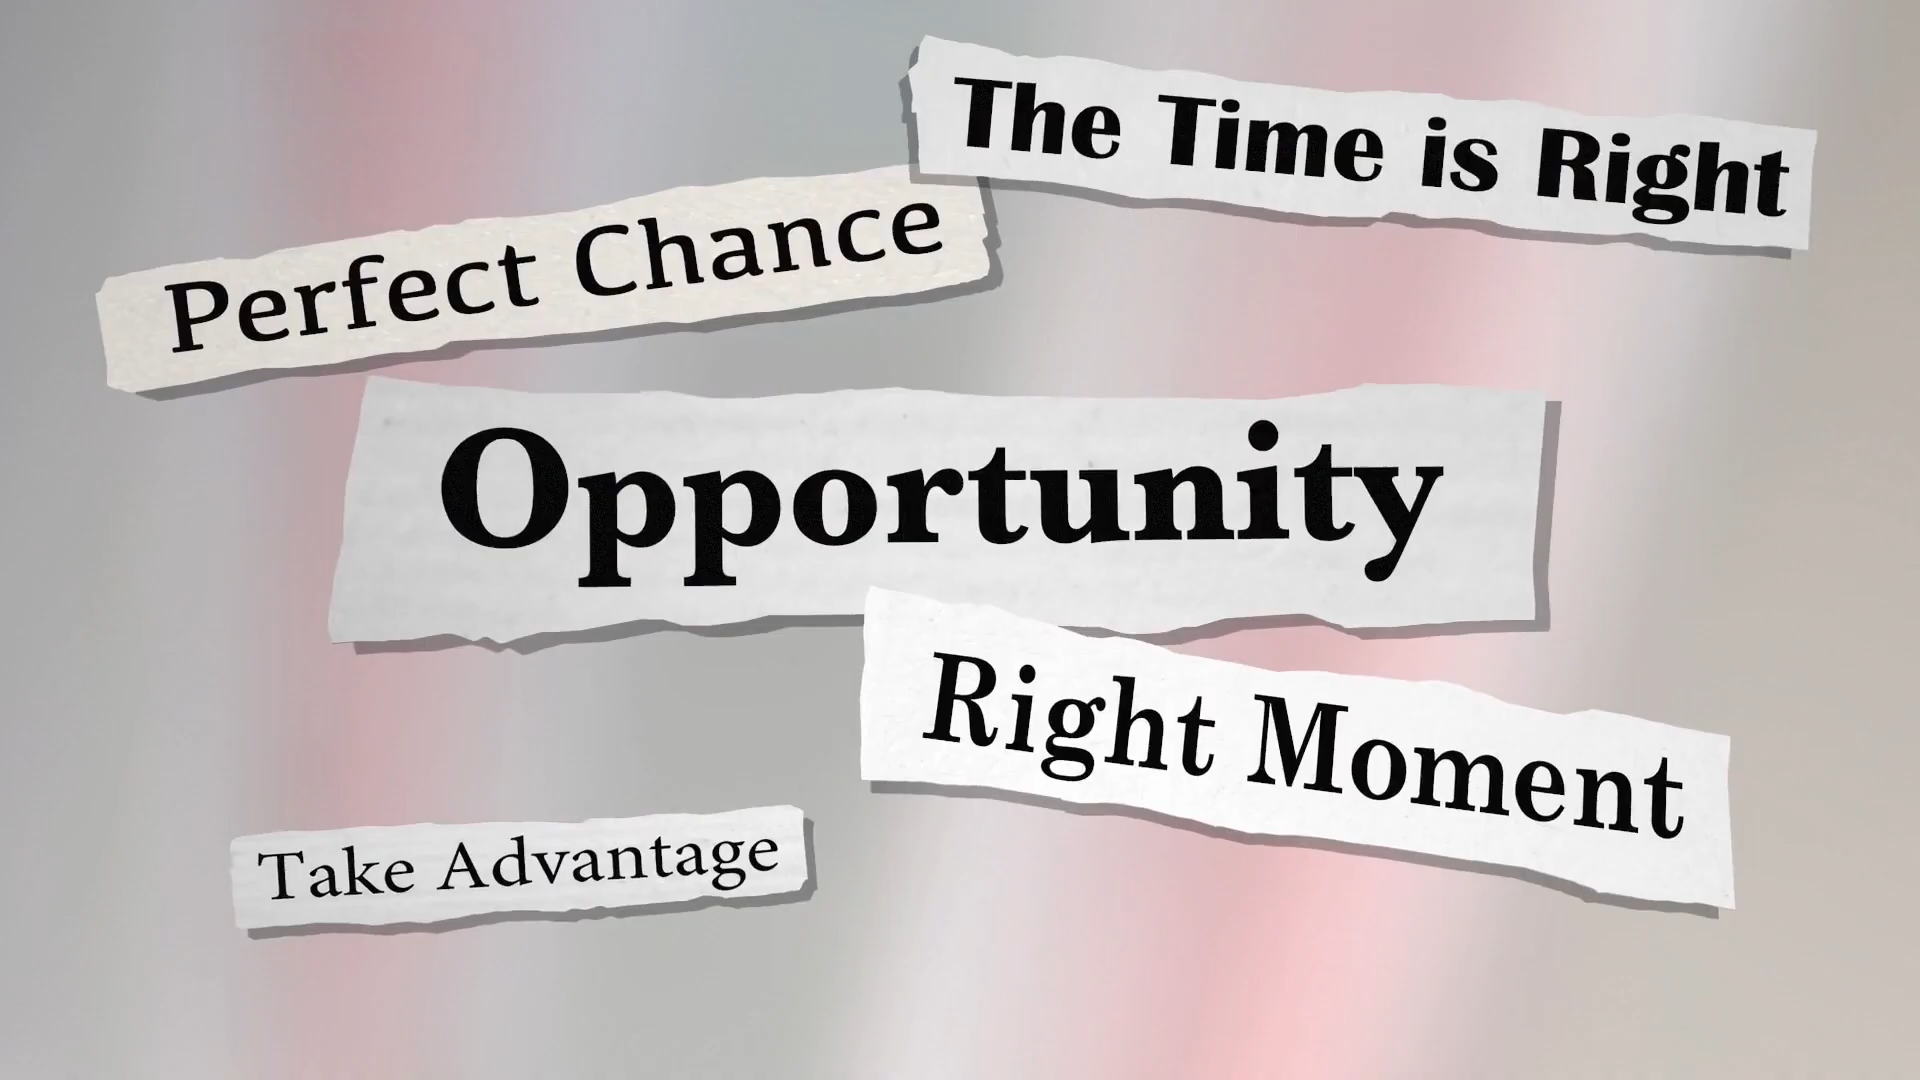 The Time is Right
Perfect Chance
Opportunity
Right Moment
Take Advantage